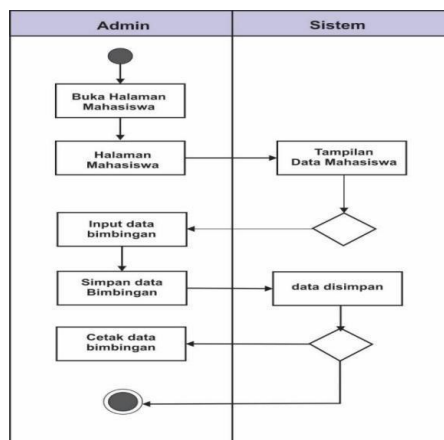 Admin
Sistem
Buka Halaman
Mahasiswa
Halaman
Mahasiswa
Tampilan
Data Mahasiswa
Input data
bimbingan
Simpan data
Bimbingan
data disimpan
Cetak data
bimbingan